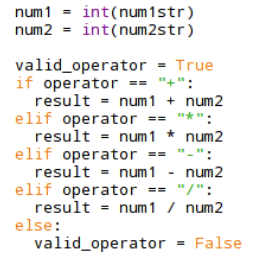 num1 = int(num1str)
num2 = int(num2str)

valid_operator = True
if operator == "+":
  result = num1 + num2
elif operator == "*":
  result = num1 * num2
elif operator == "-":
  result = num1 - num2
elif operator == "/":
  result = num1 / num2
else:
  valid_operator = False